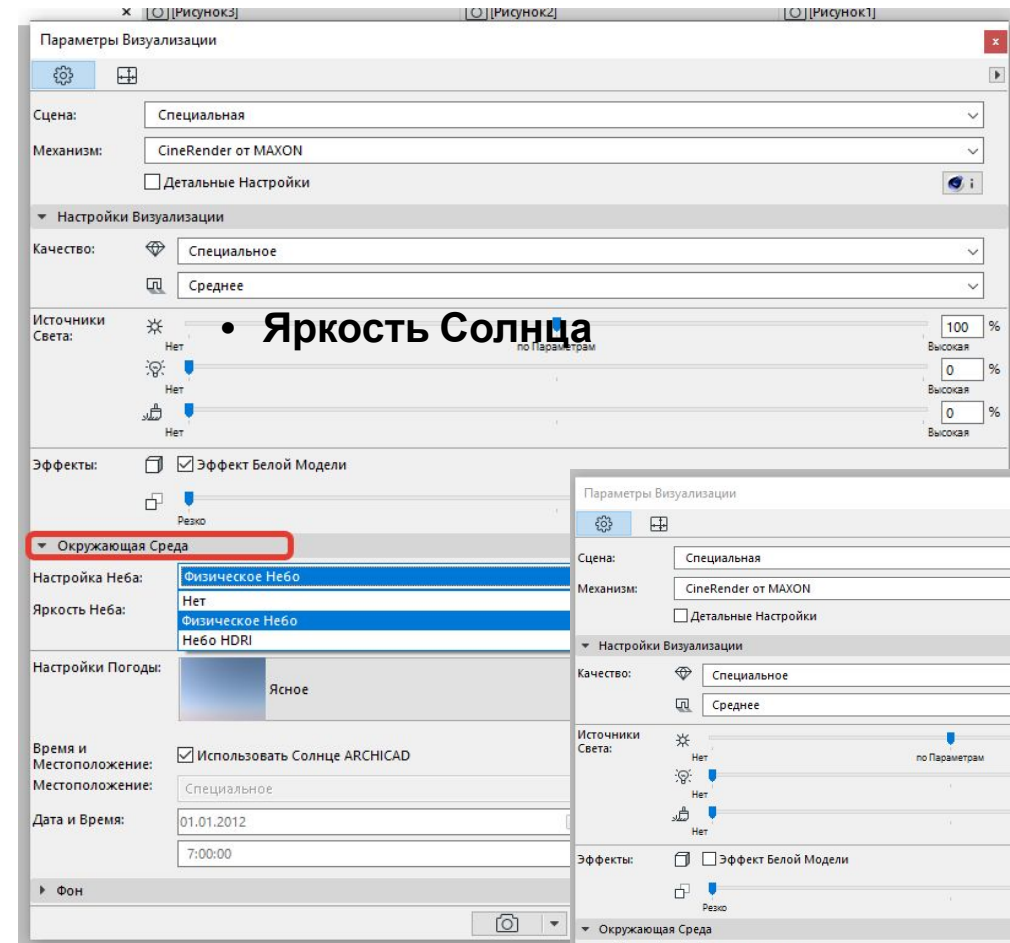 x [Рисунок3] [Рисунок2] [Рисунок1]
Параметры Визуализации x
Сцена: Специальная
Механизм: CineRender от MAXON
Детальные Настройки i
Настройки Визуализации
Качество: Специальное
Среднее
Источники Света: 100 %
• Яркость Солнца
Нет по Параметрам Высокая
0 %
Нет Высокая
0 %
Нет Высокая
Эффекты: Эффект Белой Модели
Резко
Окружающая Среда
Настройка Неба: Физическое Небо
Яркость Неба:
Нет
Физическое Небо
Небо HDRI
Настройки Погоды: Ясное
Время и
Местоположение: Использовать Солнце ARCHICAD
Местоположение: Специальное
Дата и Время: 01.01.2012
7:00:00
Фон
Параметры Визуализации
Сцена: Специальная
Механизм: CineRender от MAXON
Детальные Настройки
Настройки Визуализации
Качество: Специальное
Среднее
Источники
Света:
Нет по Параметрам
Нет
Нет
Эффекты: Эффект Белой Модели
Резко
Окружающая Среда